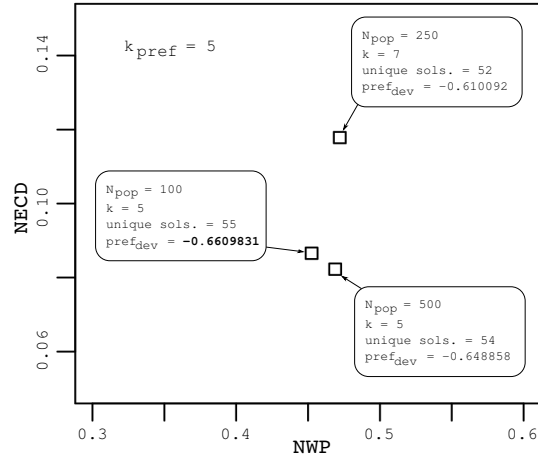 k_pref = 5
N_pop = 250
k = 7
unique sols. = 52
pref_dev = -0.610092
N_pop = 100
k = 5
unique sols. = 55
pref_dev = -0.6609831
N_pop = 500
k = 5
unique sols. = 54
pref_dev = -0.648858
NECD
0.14
0.10
0.06
0.3
0.4
0.5
0.6
NWP